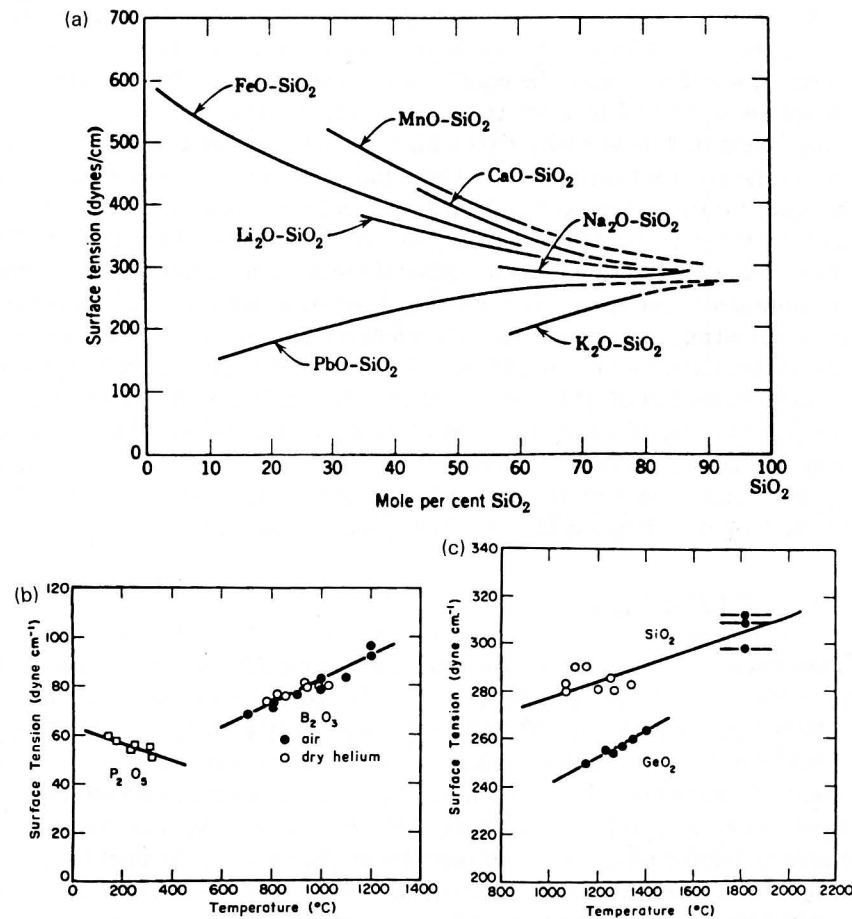 (a)
700
600
500
400
300
200
100
0
Surface tension (dynes/cm)
FeO-SiO₂
MnO-SiO₂
CaO-SiO₂
Na₂O-SiO₂
Li₂O-SiO₂
PbO-SiO₂
K₂O-SiO₂
0 10 20 30 40 50 60 70 80 90 100
SiO₂
Mole per cent SiO₂
(b)
120
100
80
60
40
20
0
Surface Tension (dyne cm⁻¹)
P₂O₅
B₂O₃
● air
○ dry helium
0 200 400 600 800 1000 1200 1400
Temperature (°C)
(c)
340
320
300
280
260
240
220
200
Surface Tension (dyne cm⁻¹)
SiO₂
GeO₂
800 1000 1200 1400 1600 1800 2000 2200
Temperature (°C)